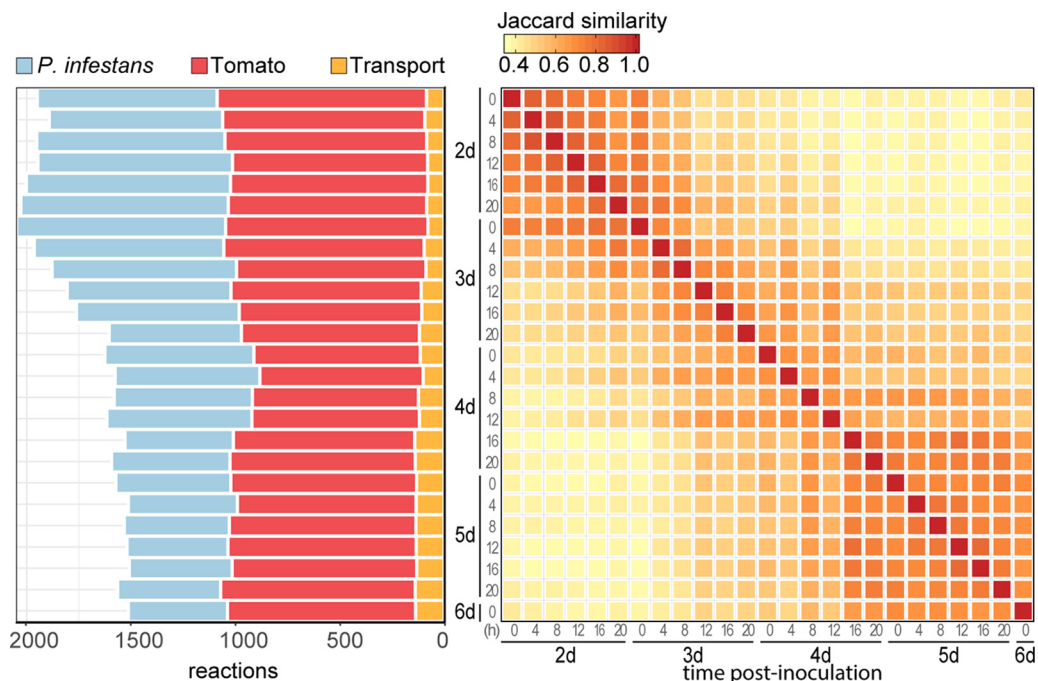 Jaccard similarity
0.4 0.6 0.8 1.0
P. infestans Tomato Transport
2d
3d
4d
5d
6d
0
4
8
12
16
20
0
4
8
12
16
20
0
4
8
12
16
20
0
4
8
12
16
20
0
2000 1500 1000 500 0
reactions
(h) 0 4 8 12 16 20 0 4 8 12 16 20 0 4 8 12 16 20 0 4 8 12 16 20 0
2d 3d 4d 5d 6d
time post-inoculation